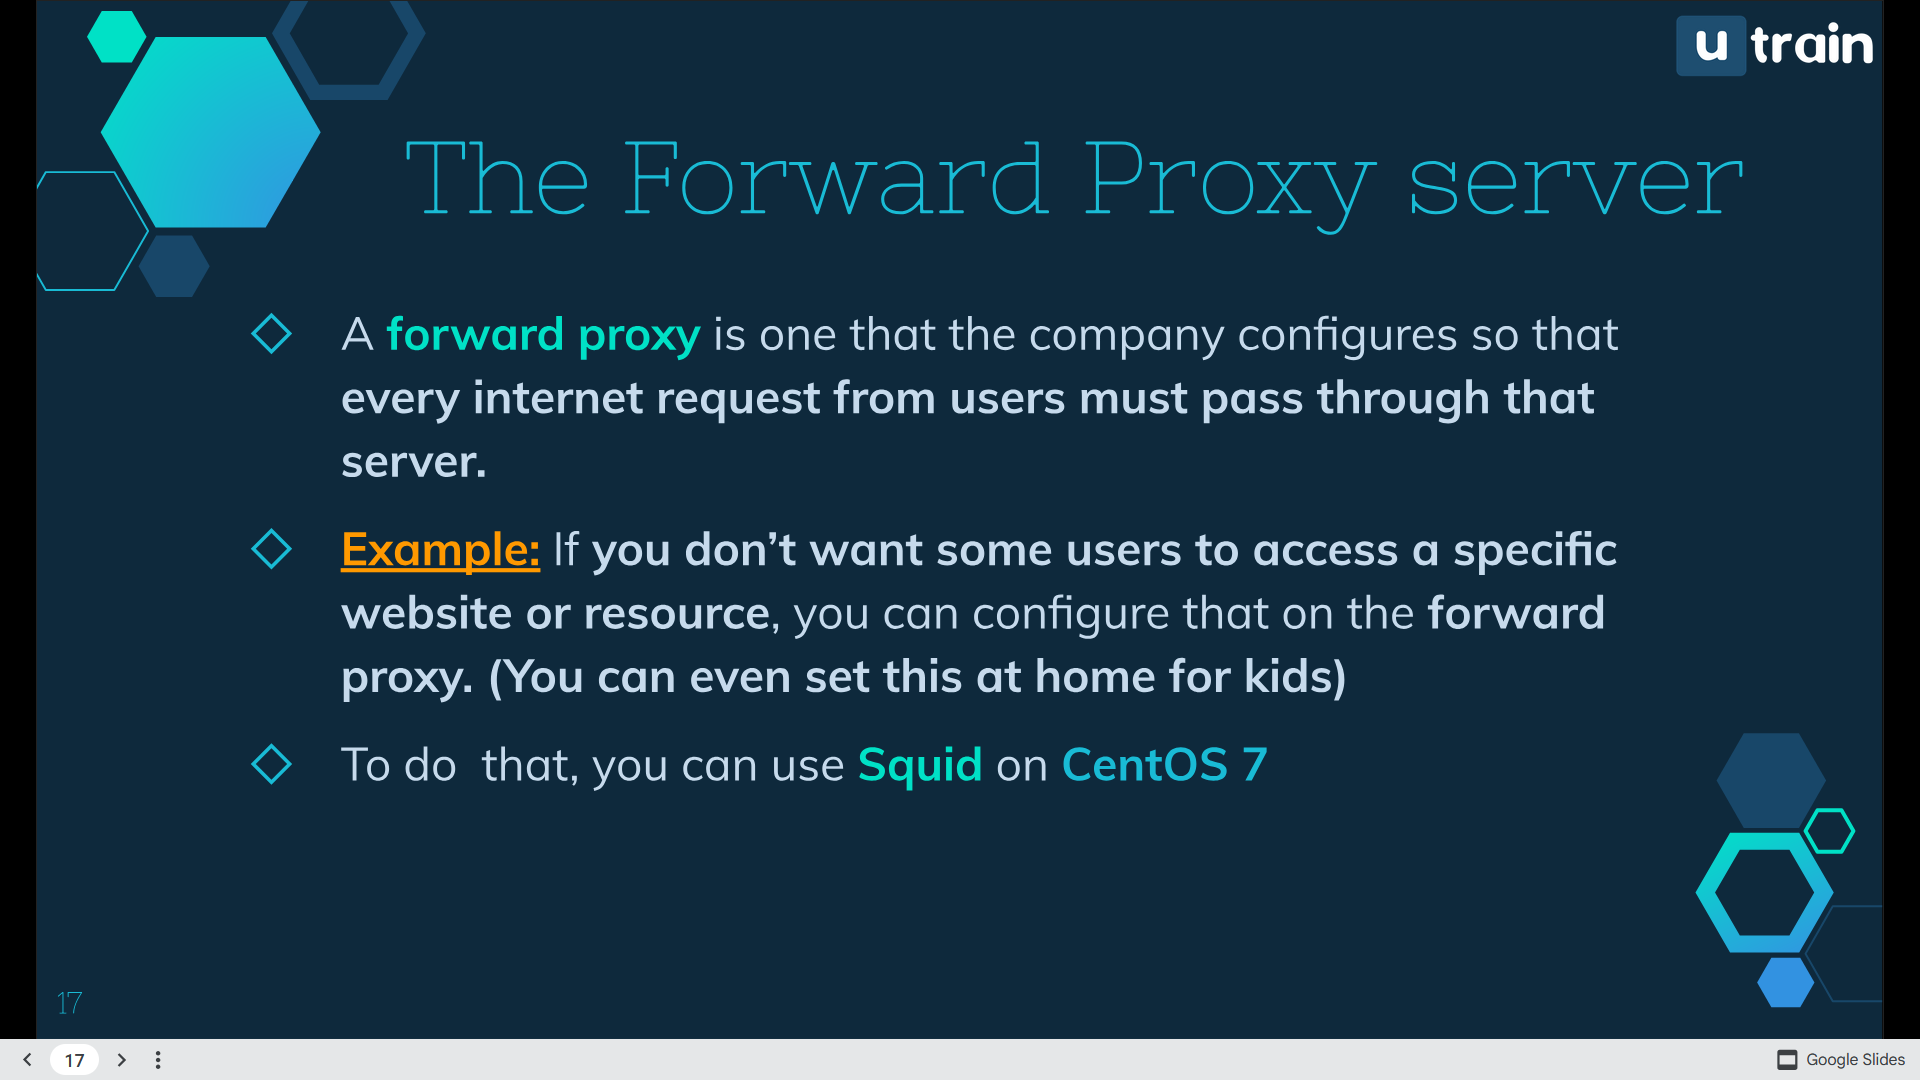 u train
The Forward Proxy server
A forward proxy is one that the company configures so that
every internet request from users must pass through that
server.
Example: If you don’t want some users to access a specific
website or resource, you can configure that on the forward
proxy. (You can even set this at home for kids)
To do  that, you can use Squid on CentOS 7
17
17
Google Slides